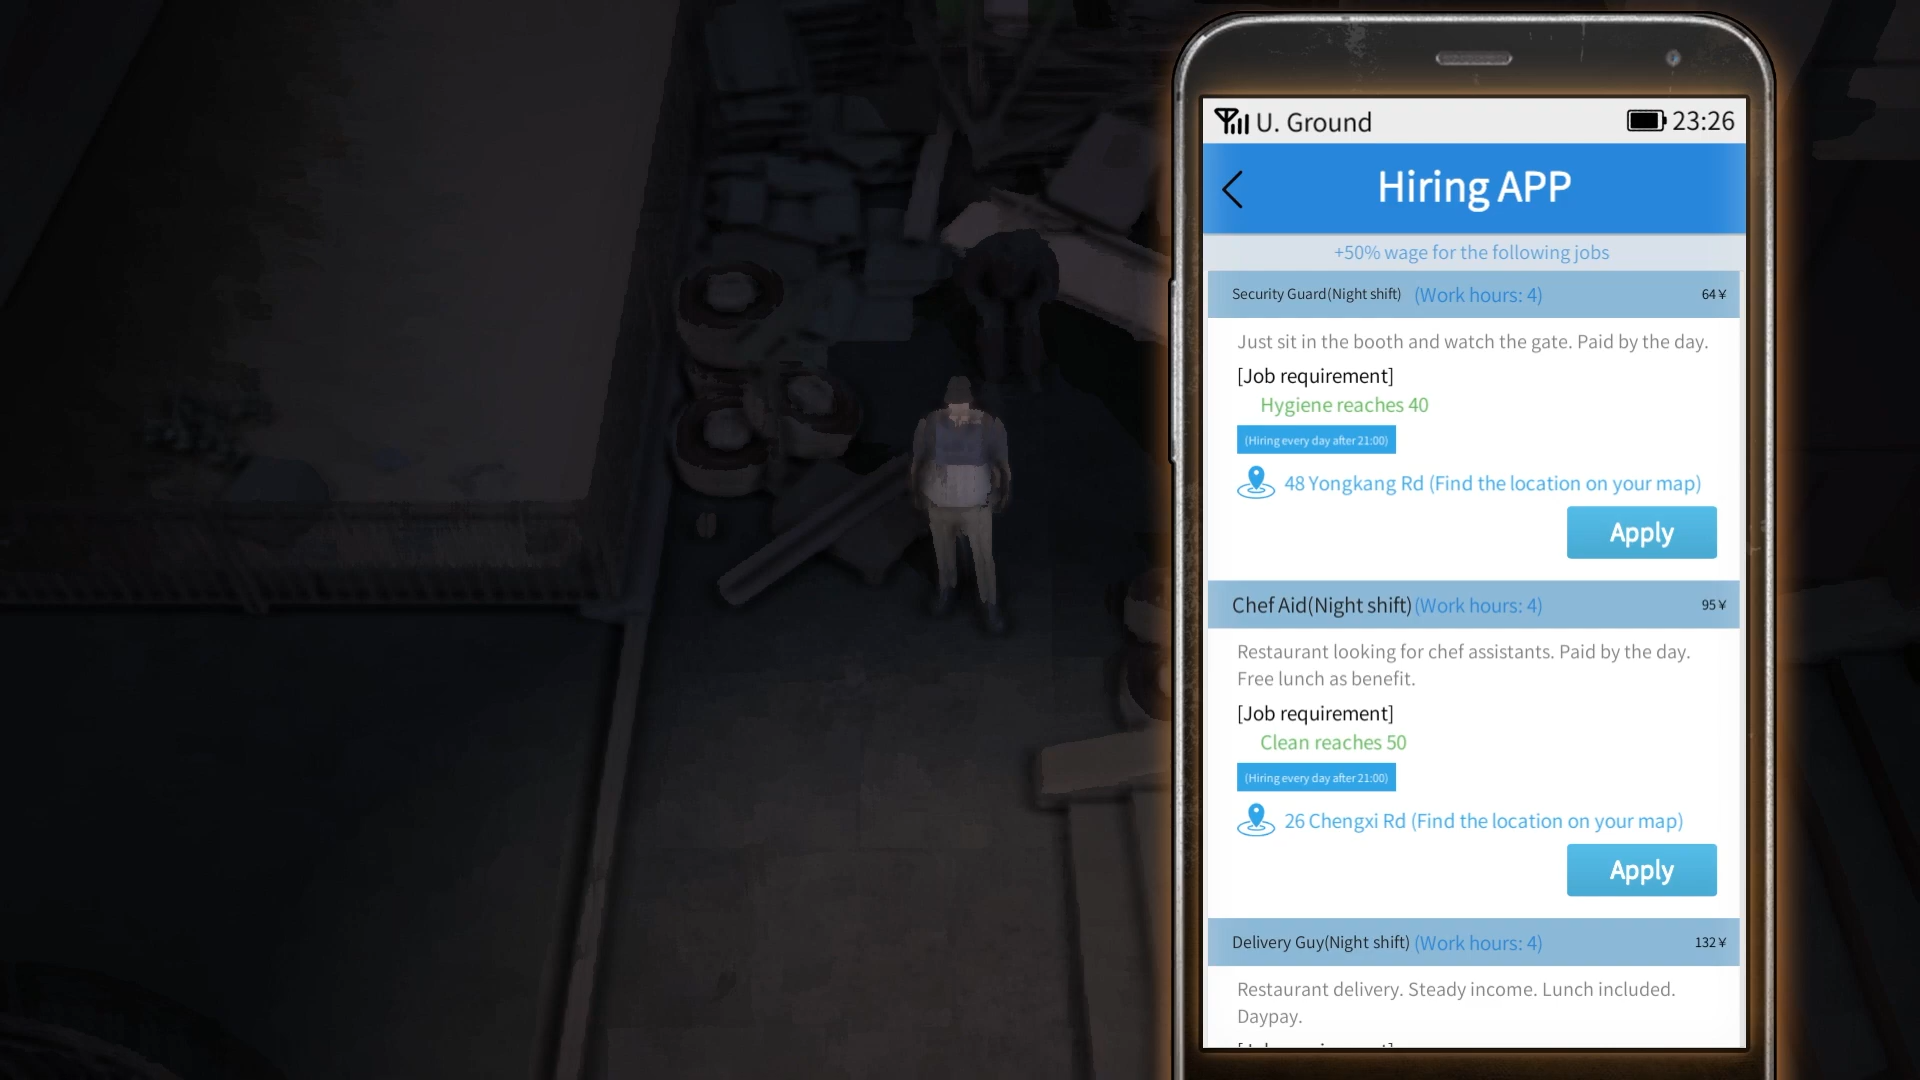 U. Ground 23:26
Hiring APP
+50% wage for the following jobs
Security Guard(Night shift) (Work hours: 4) 64¥
Just sit in the booth and watch the gate. Paid by the day.
[Job requirement]
Hygiene reaches 40
(Hiring every day after 21:00)
48 Yongkang Rd (Find the location on your map)
Apply
Chef Aid(Night shift) (Work hours: 4) 95¥
Restaurant looking for chef assistants. Paid by the day.
Free lunch as benefit.
[Job requirement]
Clean reaches 50
(Hiring every day after 21:00)
26 Chengxi Rd (Find the location on your map)
Apply
Delivery Guy(Night shift) (Work hours: 4) 132¥
Restaurant delivery. Steady income. Lunch included.
Daypay.